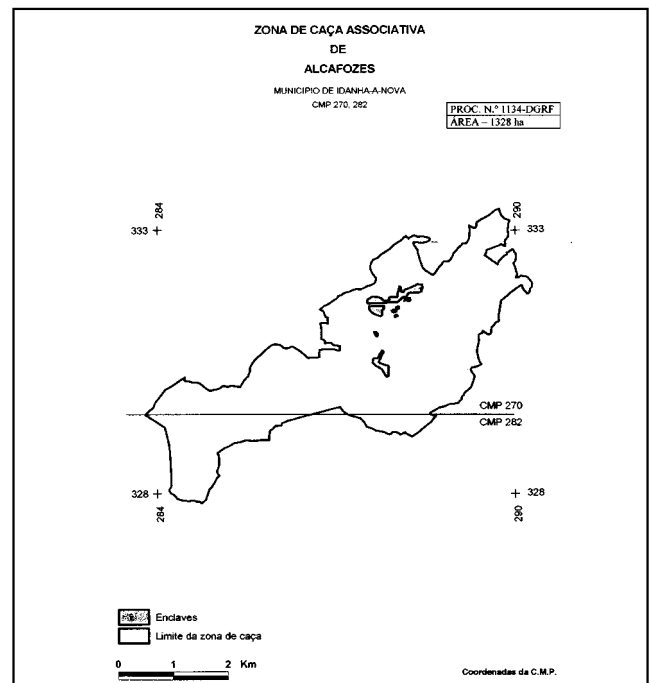 ZONA DE CAÇA ASSOCIATIVA
DE
ALCAFOZES
MUNICÍPIO DE IDANHA-A-NOVA
CMP 270, 282
PROC. N.º 1134-DGRF
ÁREA – 1328 ha
284
290
333
333
CMP 270
CMP 282
328
328
284
290
Enclaves
Limite da zona de caça
0 1 2 Km
Coordenadas da C.M.P.